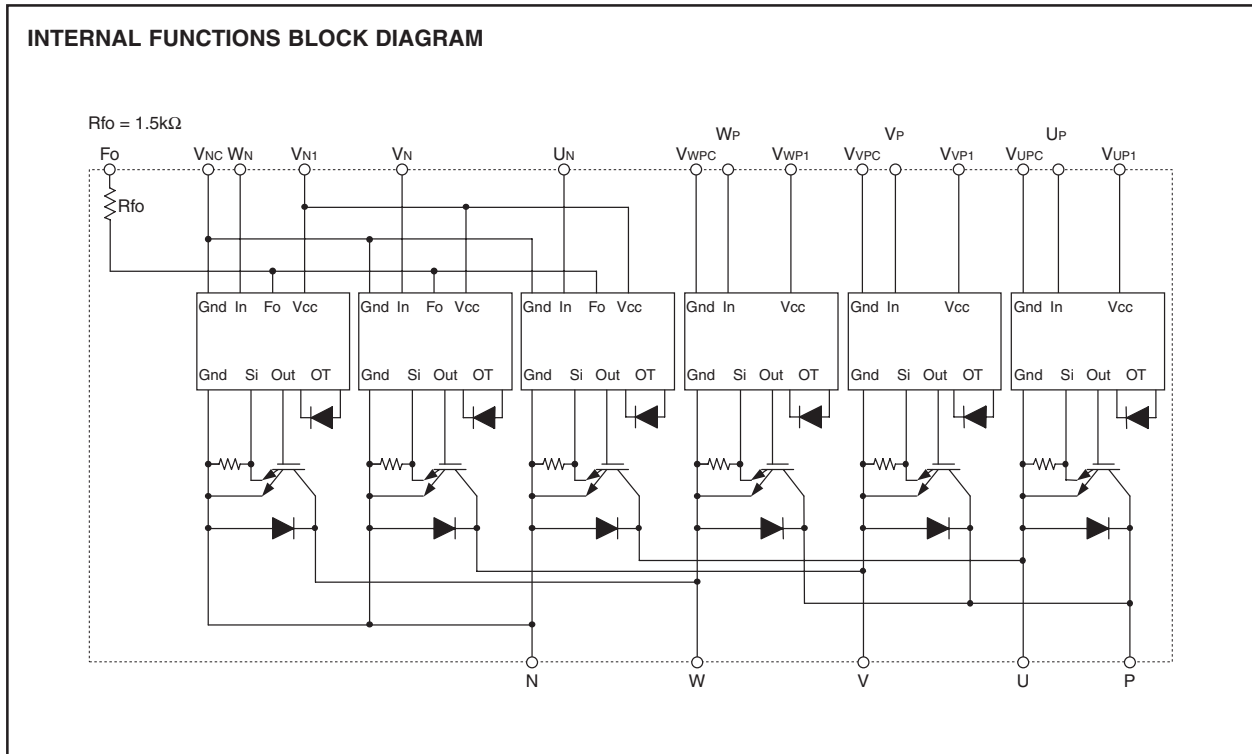 INTERNAL FUNCTIONS BLOCK DIAGRAM
Rfo = 1.5kΩ
WP VP UP
Fo VNC WN VN1 VN UN VWPC VWP1 VVPC VVP1 VUPC VUP1
Rfo
Gnd In Fo Vcc Gnd In Fo Vcc Gnd In Fo Vcc Gnd In Vcc Gnd In Vcc Gnd In Vcc
Gnd Si Out OT Gnd Si Out OT Gnd Si Out OT Gnd Si Out OT Gnd Si Out OT Gnd Si Out OT
N W V U P